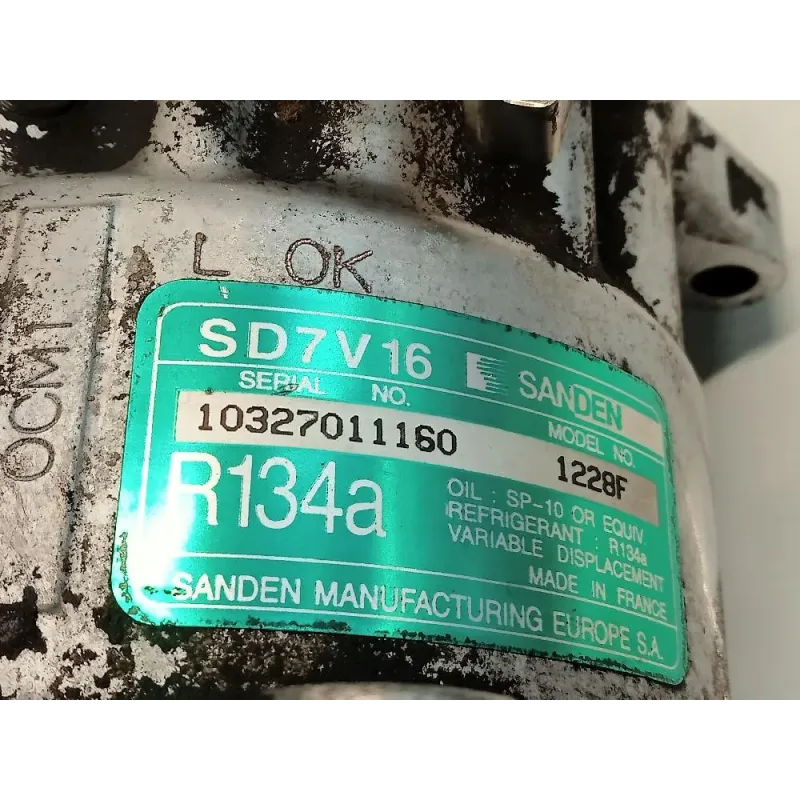 L OK
OCMT
SD7V16 SANDEN
SERIAL NO.
MODEL NO.
10327011160
1228F
R134a
OIL : SP-10 OR EQUIV.
REFRIGERANT : R134a
VARIABLE DISPLACEMENT
MADE IN FRANCE
SANDEN MANUFACTURING EUROPE S.A.